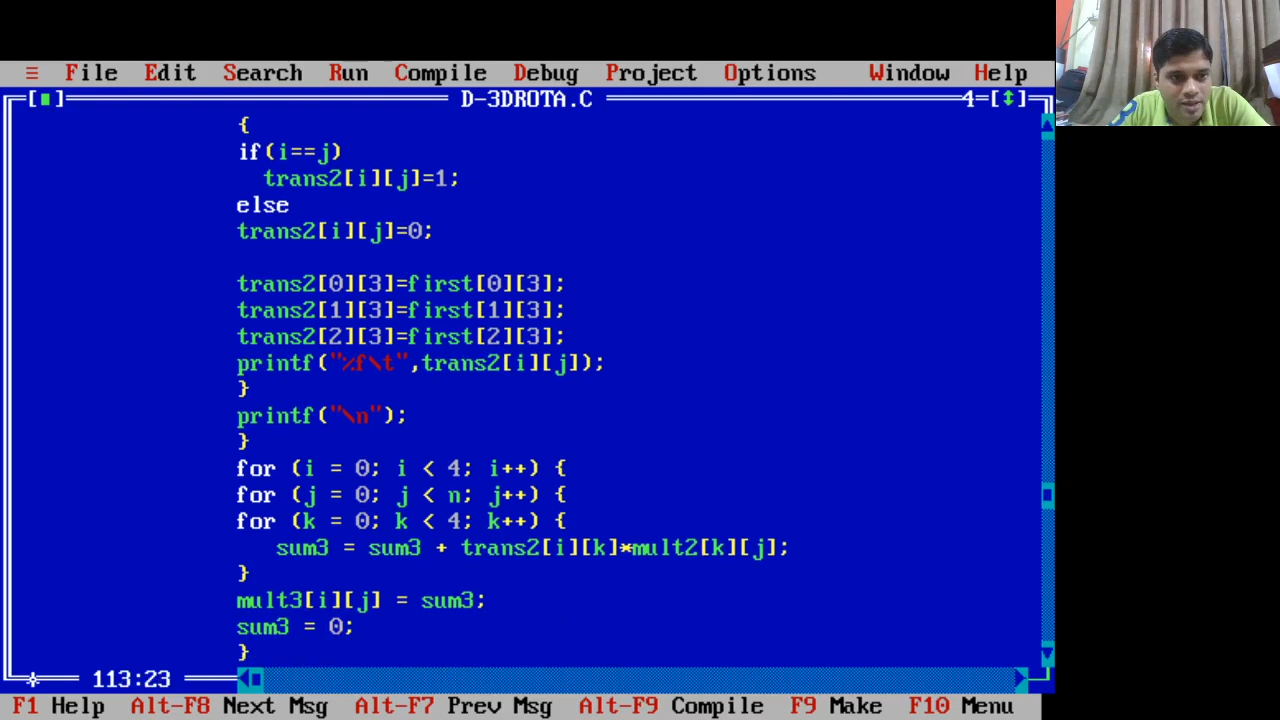 ≡ File Edit Search Run Compile Debug Project Options Window Help
[■] D-3DROTA.C 4=[↕]
{
if(i==j)
trans2[i][j]=1;
else
trans2[i][j]=0;
trans2[0][3]=first[0][3];
trans2[1][3]=first[1][3];
trans2[2][3]=first[2][3];
printf("%f\t",trans2[i][j]);
}
printf("\n");
}
for (i = 0; i < 4; i++) {
for (j = 0; j < n; j++) {
for (k = 0; k < 4; k++) {
sum3 = sum3 + trans2[i][k]*mult2[k][j];
}
mult3[i][j] = sum3;
sum3 = 0;
}
113:23
F1 Help Alt-F8 Next Msg Alt-F7 Prev Msg Alt-F9 Compile F9 Make F10 Menu